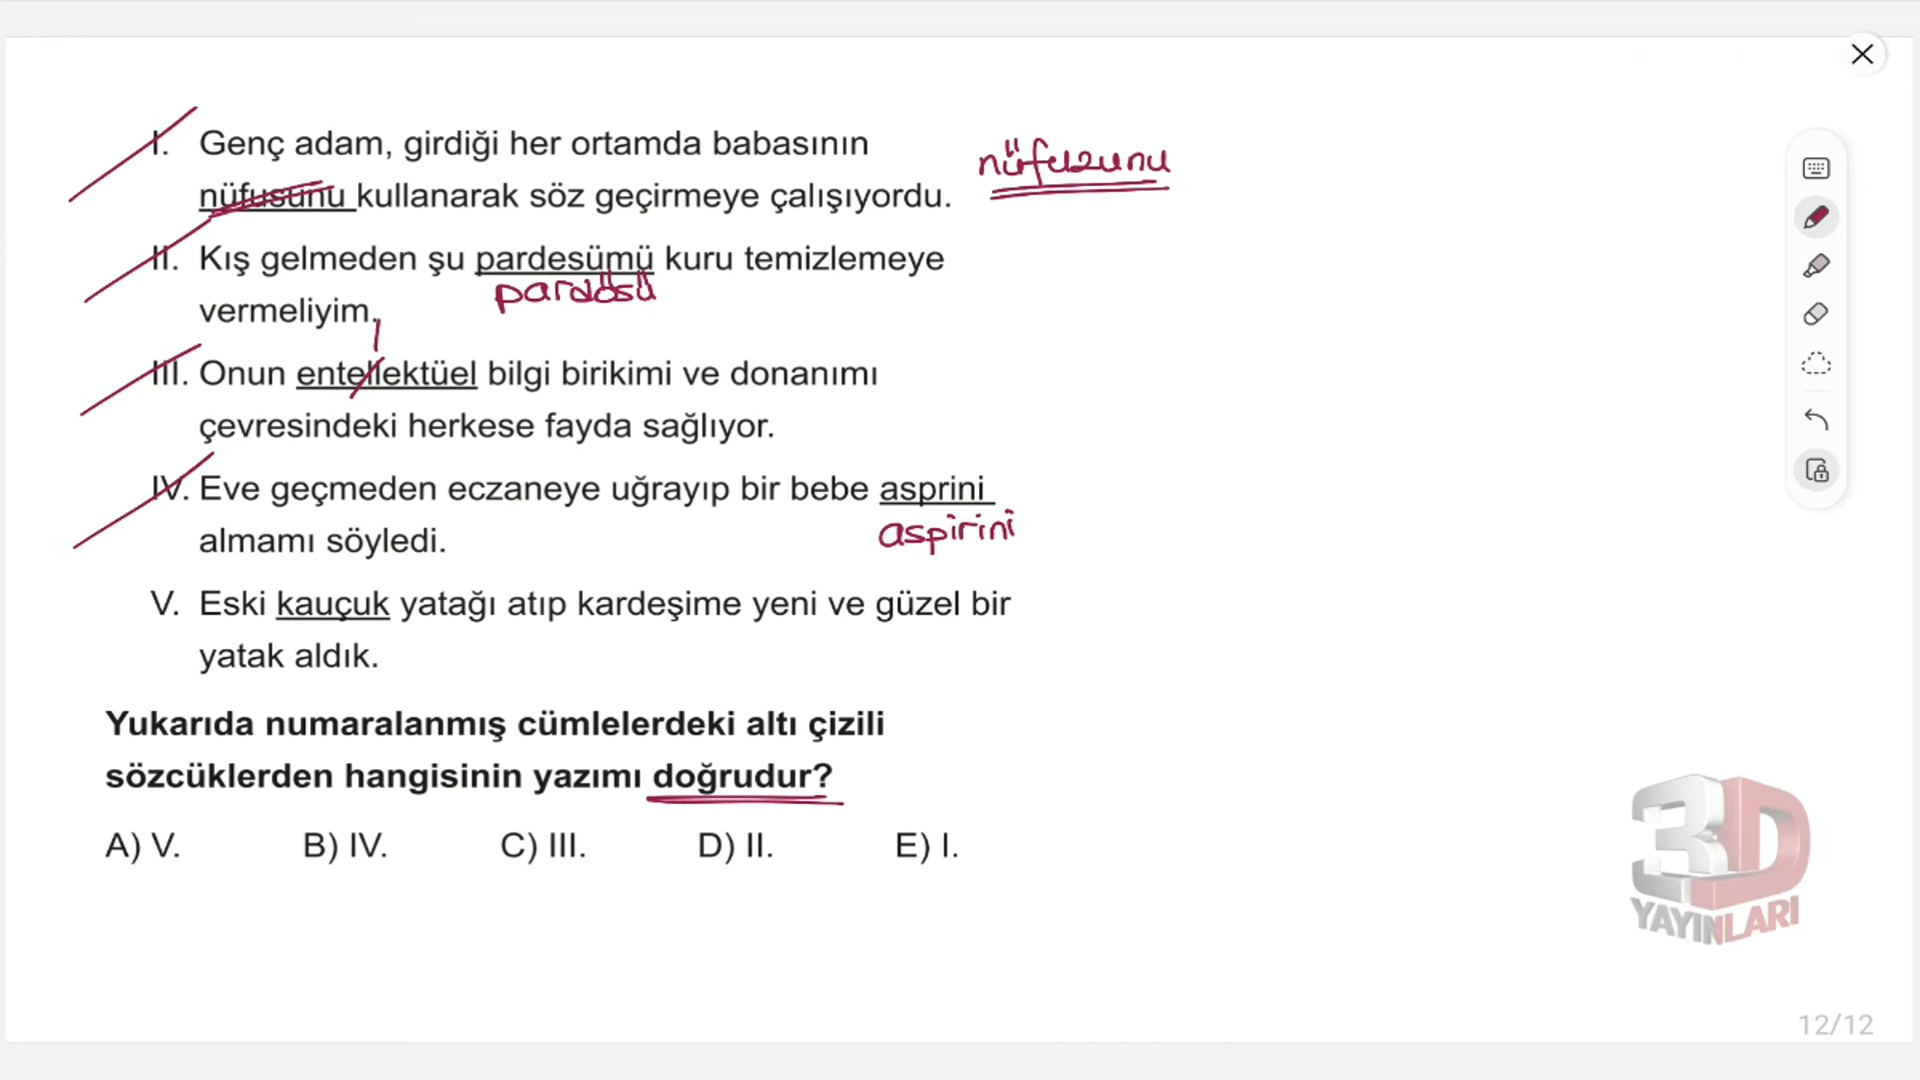 I. Genç adam, girdiği her ortamda babasının
nüfusunu kullanarak söz geçirmeye çalışıyordu.
nüfuzunu
II. Kış gelmeden şu pardesümü kuru temizlemeye
pardösü
vermeliyim.
l
III. Onun entellektüel bilgi birikimi ve donanımı
çevresindeki herkese fayda sağlıyor.
IV. Eve geçmeden eczaneye uğrayıp bir bebe asprini
aspirini
almamı söyledi.
V. Eski kauçuk yatağı atıp kardeşime yeni ve güzel bir
yatak aldık.
Yukarıda numaralanmış cümlelerdeki altı çizili
sözcüklerden hangisinin yazımı doğrudur?
A) V. B) IV. C) III. D) II. E) I.
3D
YAYINLARI
12/12